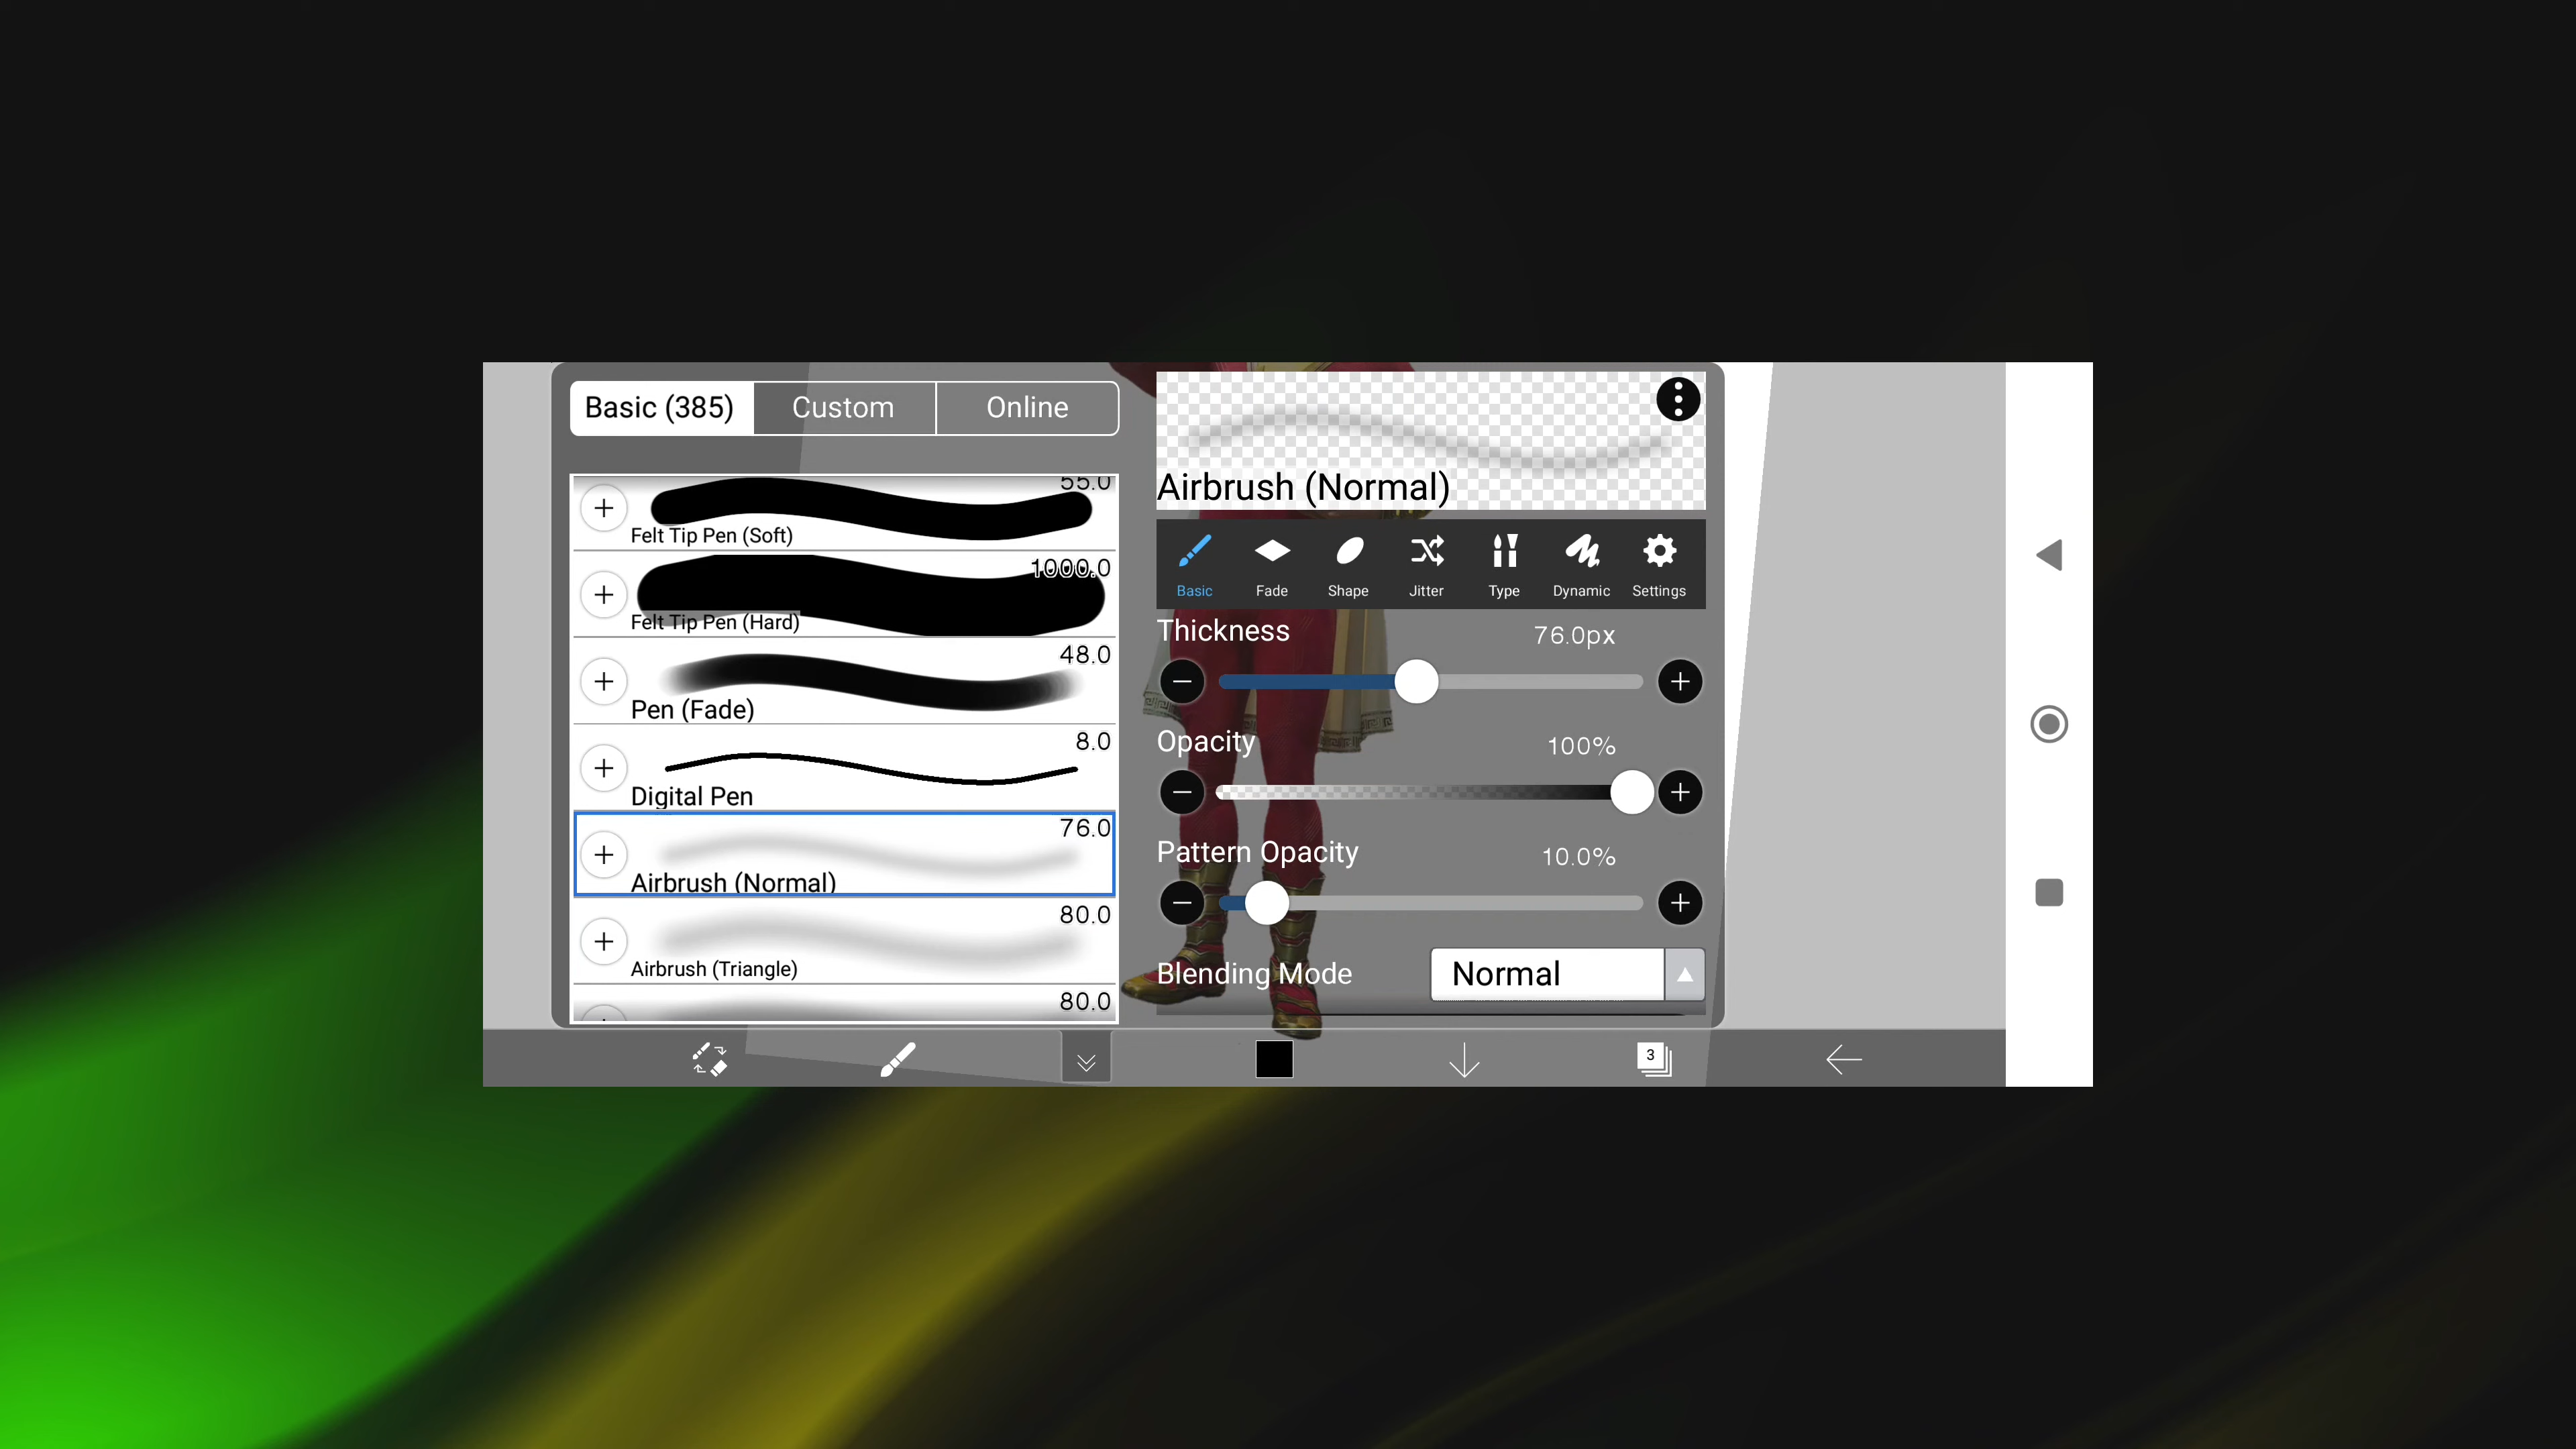 Basic (385)
Custom
Online
55.0
Felt Tip Pen (Soft)
1000.0
Felt Tip Pen (Hard)
48.0
Pen (Fade)
8.0
Digital Pen
76.0
Airbrush (Normal)
80.0
Airbrush (Triangle)
80.0
Airbrush (Normal)
Basic
Fade
Shape
Jitter
Type
Dynamic
Settings
Thickness
76.0px
Opacity
100%
Pattern Opacity
10.0%
Blending Mode
Normal
3